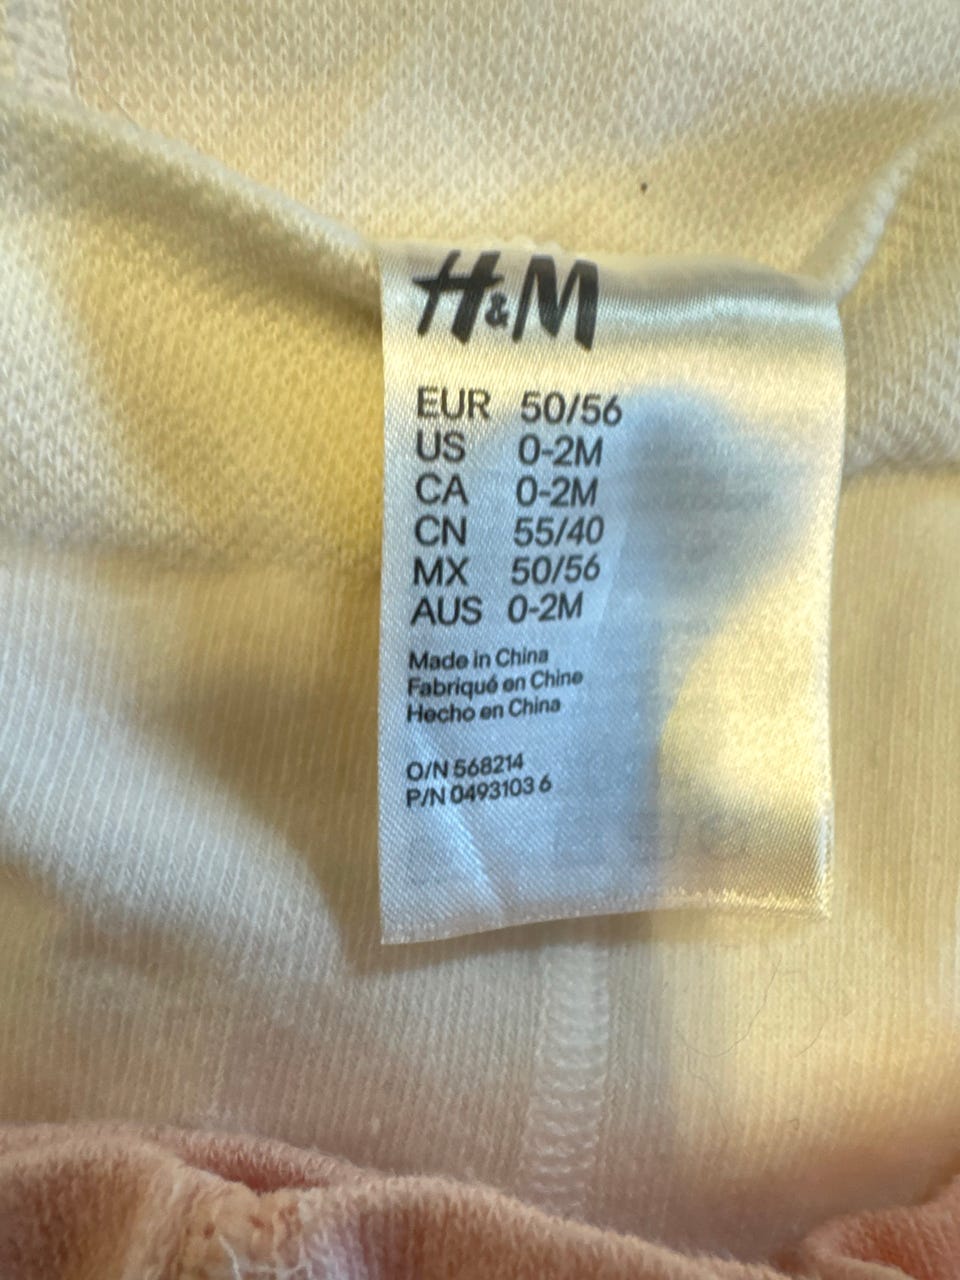 H&M
EUR 50/56
US 0-2M
CA 0-2M
CN 55/40
MX 50/56
AUS 0-2M
Made in China
Fabriqué en Chine
Hecho en China
O/N 568214
P/N 0493103 6